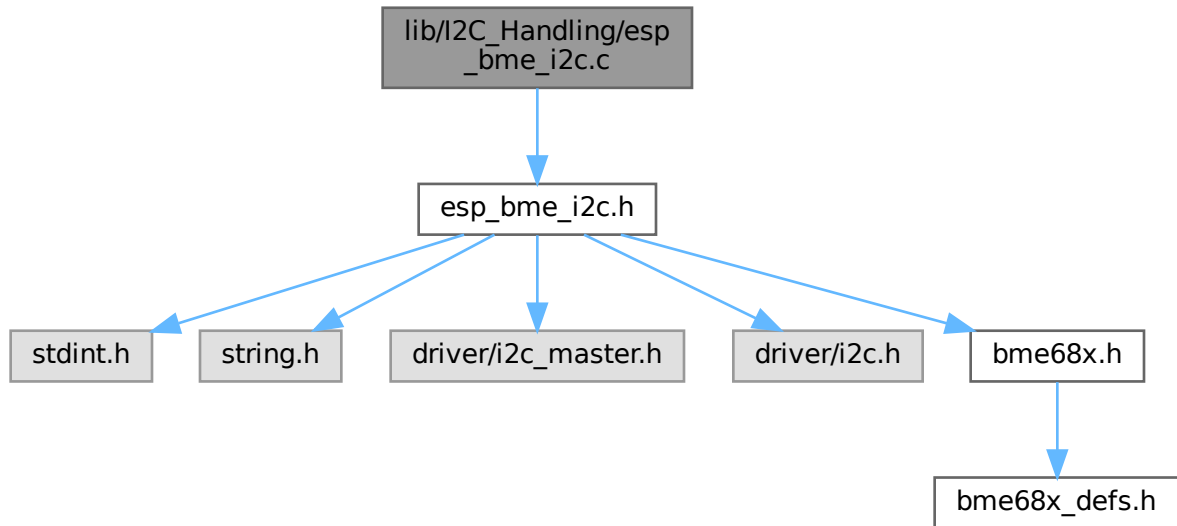 lib/I2C_Handling/esp
_bme_i2c.c
esp_bme_i2c.h
stdint.h
string.h
driver/i2c_master.h
driver/i2c.h
bme68x.h
bme68x_defs.h